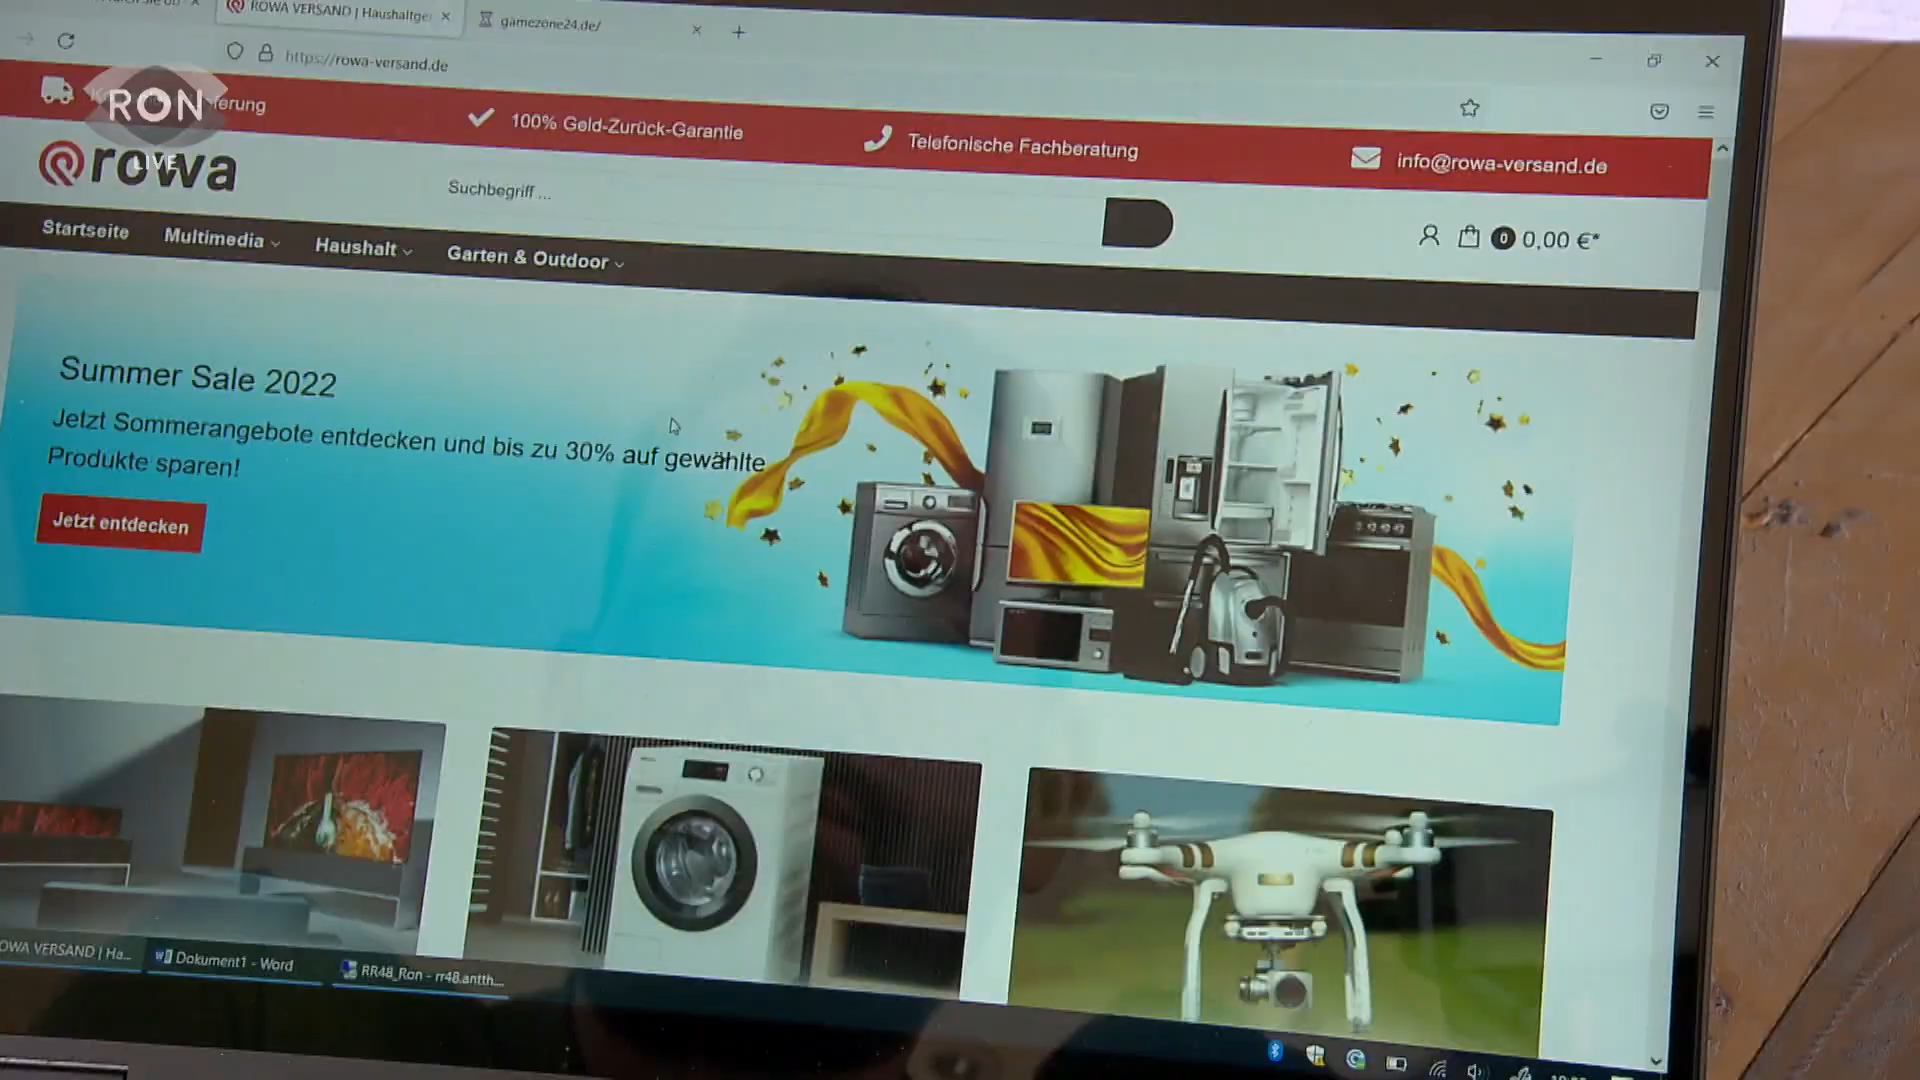 ROWA VERSAND | Haushaltge
gamezone24.de/
https://rowa-versand.de
ferung
100% Geld-Zurück-Garantie
Telefonische Fachberatung
info@rowa-versand.de
RON
LIVE
rowa
Suchbegriff ...
0 0,00 €*
Startseite
Multimedia
Haushalt
Garten & Outdoor
Summer Sale 2022
Jetzt Sommerangebote entdecken und bis zu 30% auf gewählte
Produkte sparen!
Jetzt entdecken
OWA VERSAND | Ha...
Dokument1 - Word
RR48_Ron - rr48.antth...